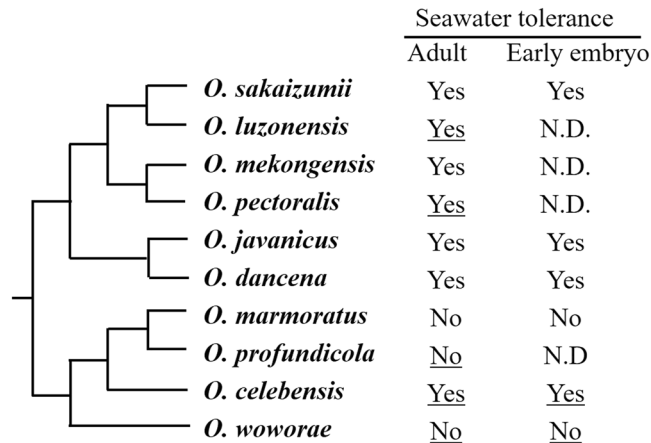 Seawater tolerance
Adult Early embryo
O. sakaizumii Yes Yes
O. luzonensis Yes N.D.
O. mekongensis Yes N.D.
O. pectoralis Yes N.D.
O. javanicus Yes Yes
O. dancena Yes Yes
O. marmoratus No No
O. profundicola No N.D
O. celebensis Yes Yes
O. woworae No No